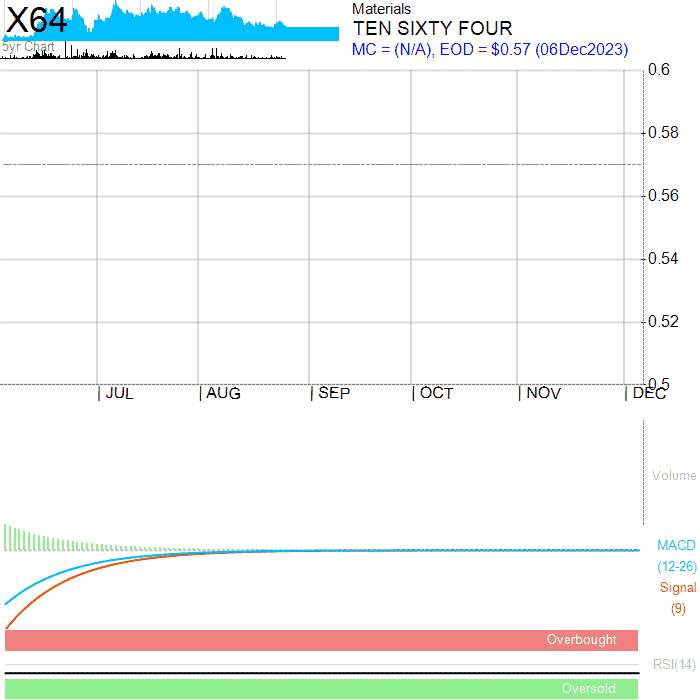 X64
5yr Chart
Materials
TEN SIXTY FOUR
MC = (N/A), EOD = $0.57 (06Dec2023)
0.6
0.58
0.56
0.54
0.52
0.5
JUL
AUG
SEP
OCT
NOV
DEC
Volume
MACD
(12-26)
Signal
(9)
Overbought
RSI(14)
Oversold